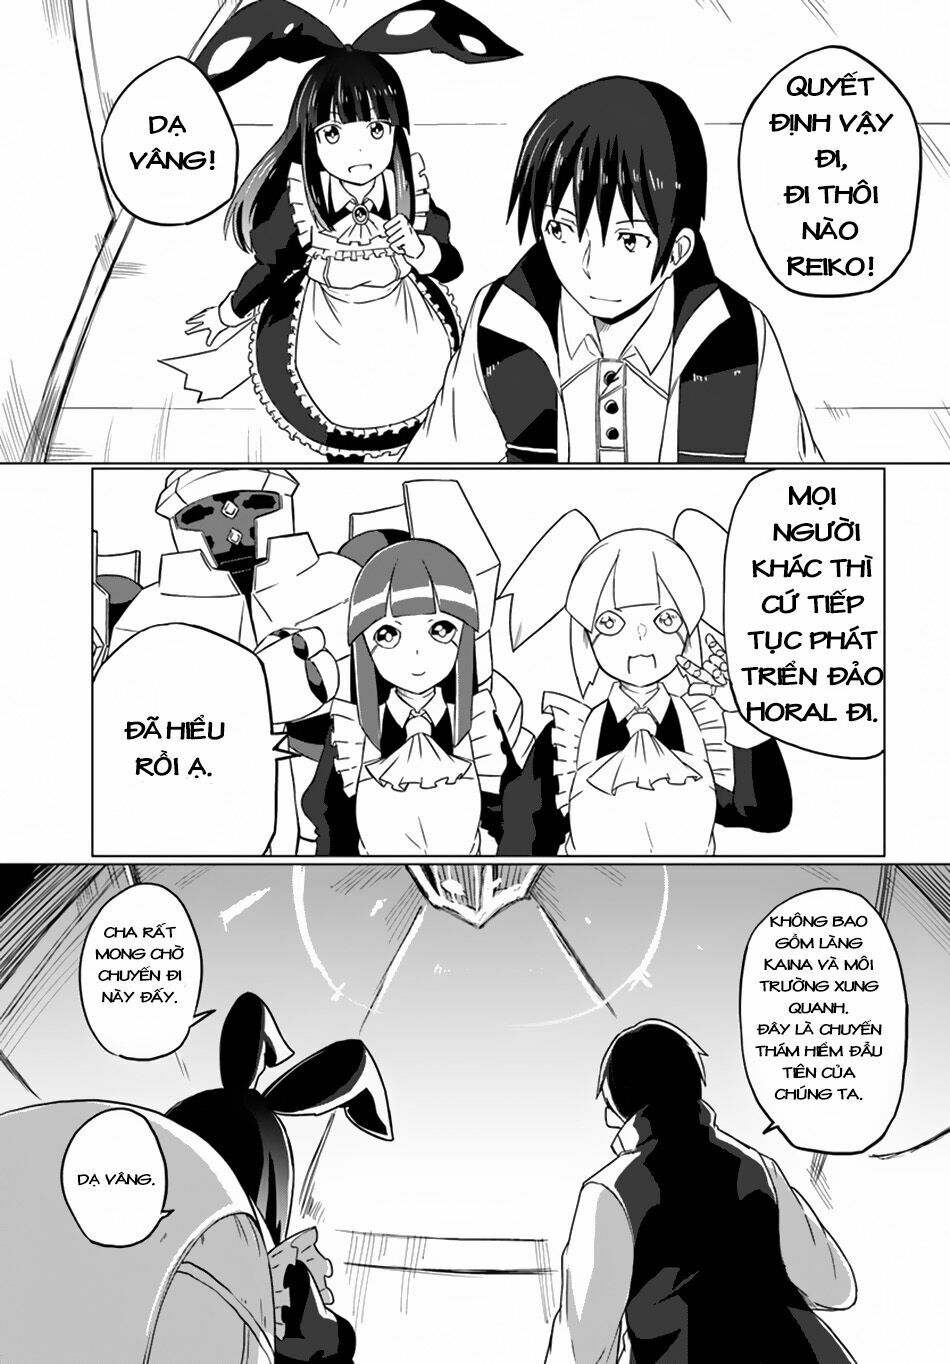 QUYẾT
ĐỊNH VẬY
ĐI,
ĐI THÔI
NÀO
REIKO!
DẠ
VÂNG!
MỌI
NGƯỜI
KHÁC THÌ
CỨ TIẾP
TỤC PHÁT
TRIỂN ĐẢO
HORAL ĐI.
ĐÃ HIỂU
RỒI Ạ.
KHÔNG BAO
GỒM LÀNG
KAINA VÀ MÔI
TRƯỜNG XUNG
QUANH.
ĐÂY LÀ CHUYẾN
THÁM HIỂM ĐẦU
TIÊN CỦA
CHÚNG TA.
CHA RẤT
MONG CHỜ
CHUYẾN ĐI
NÀY ĐẤY.
DẠ VÂNG.